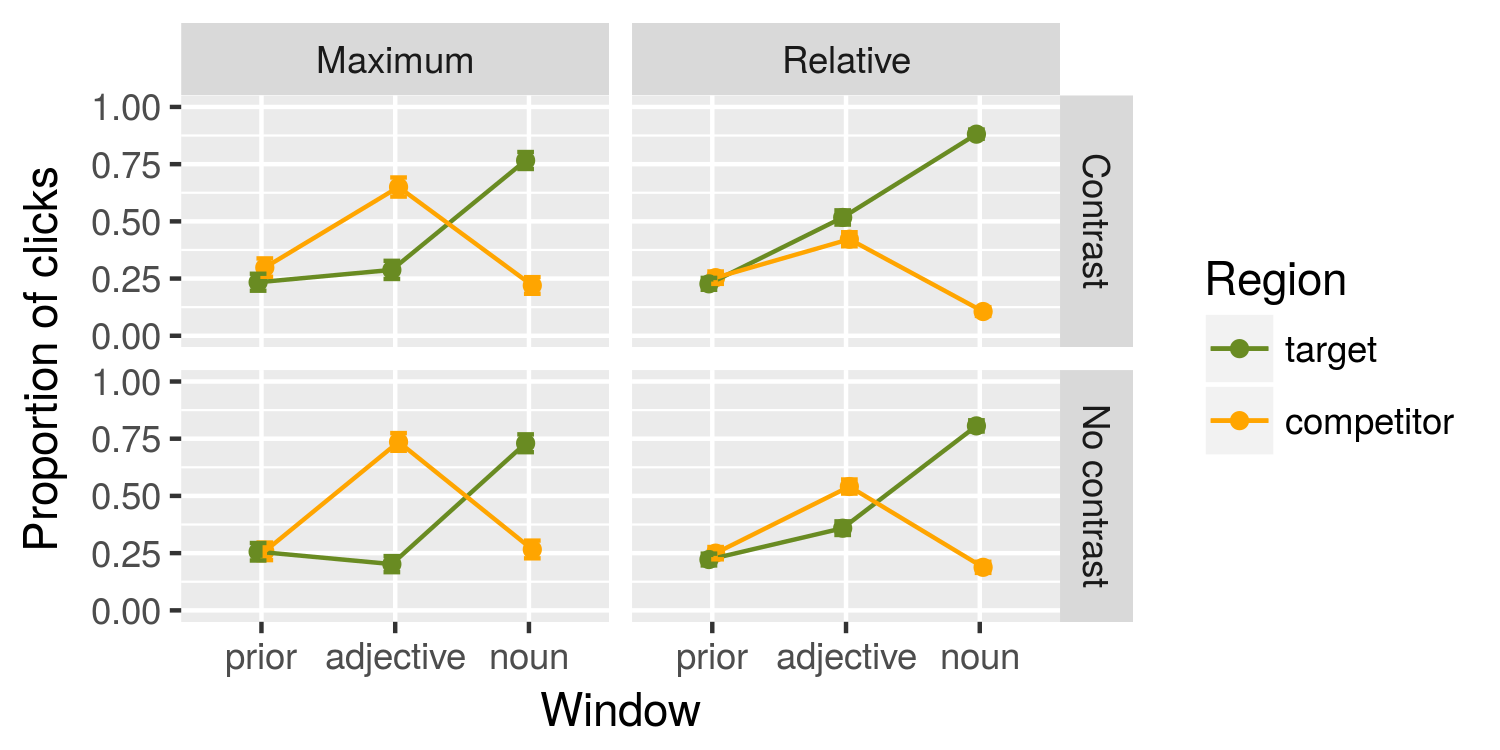 Maximum
Relative
1.00
0.75
0.50
0.25
0.00
Contrast
1.00
0.75
0.50
0.25
0.00
No contrast
Proportion of clicks
prior adjective noun
prior adjective noun
Window
Region
target
competitor